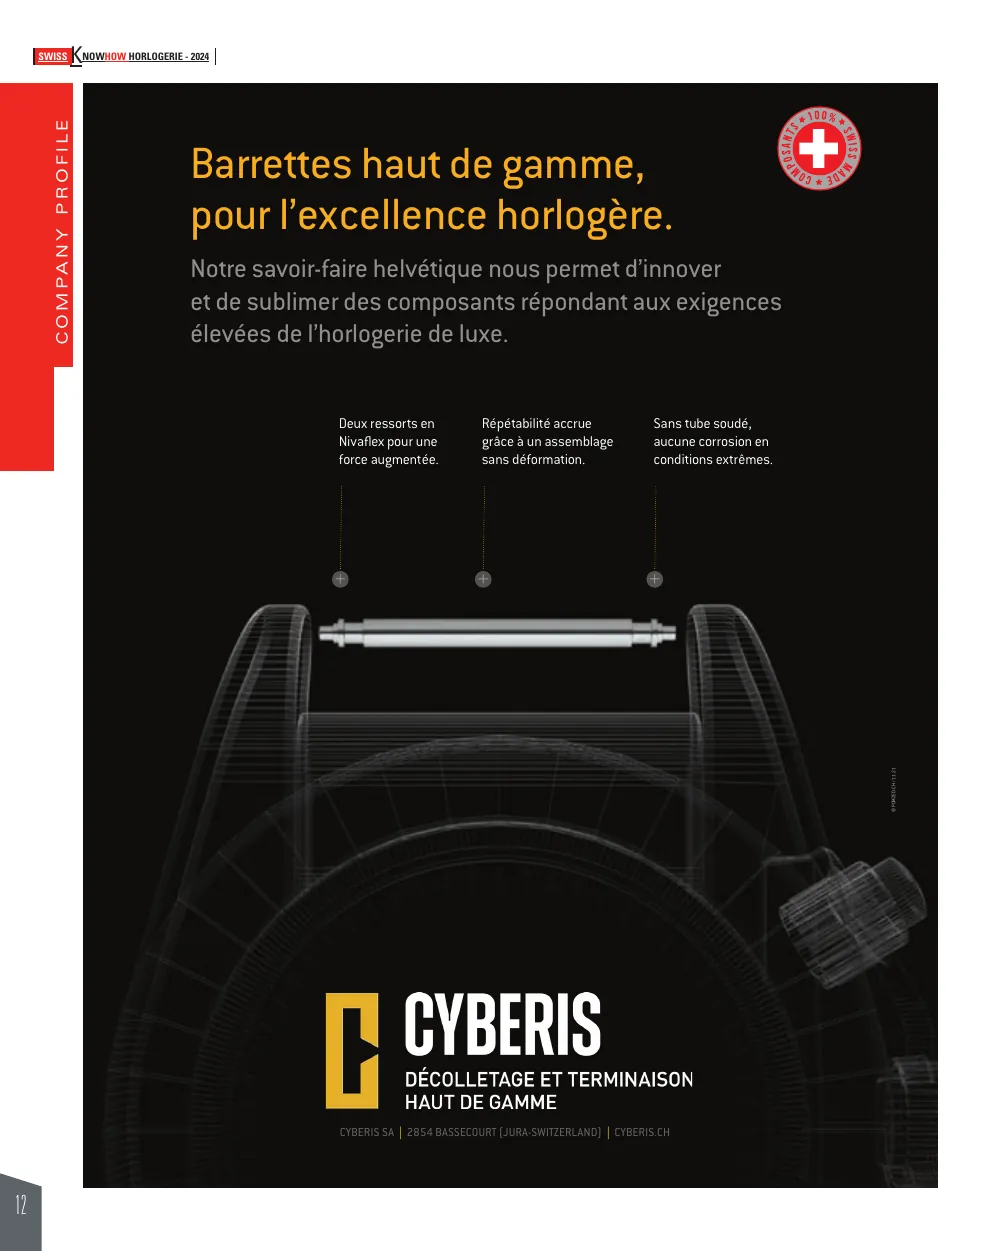 SWISS KNOWHOW HORLOGERIE - 2024
COMPANY PROFILE
COMPOSANTS ★ 100% ★ SWISS MADE ★
Barrettes haut de gamme,
pour l’excellence horlogère.
Notre savoir-faire helvétique nous permet d’innover
et de sublimer des composants répondant aux exigences
élevées de l’horlogerie de luxe.
Deux ressorts en
Nivaflex pour une
force augmentée.
Répétabilité accrue
grâce à un assemblage
sans déformation.
Sans tube soudé,
aucune corrosion en
conditions extrêmes.
CYBERIS
DÉCOLLETAGE ET TERMINAISON
HAUT DE GAMME
CYBERIS SA | 2854 BASSECOURT (JURA-SWITZERLAND) | CYBERIS.CH
12